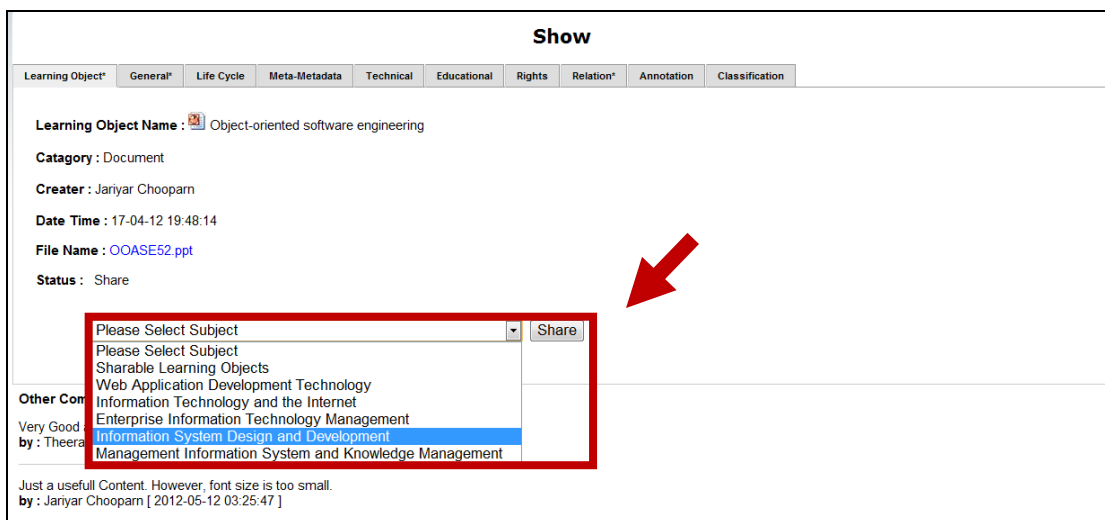 Show
Learning Object* General* Life Cycle Meta-Metadata Technical Educational Rights Relation* Annotation Classification
Learning Object Name : Object-oriented software engineering
Catagory : Document
Creater : Jariyar Chooparn
Date Time : 17-04-12 19:48:14
File Name : OOASE52.ppt
Status : Share
Please Select Subject Share
Please Select Subject
Sharable Learning Objects
Web Application Development Technology
Information Technology and the Internet
Enterprise Information Technology Management
Information System Design and Development
Management Information System and Knowledge Management
Other Com
Very Good
by : Theera
Just a usefull Content. However, font size is too small.
by : Jariyar Chooparn [ 2012-05-12 03:25:47 ]